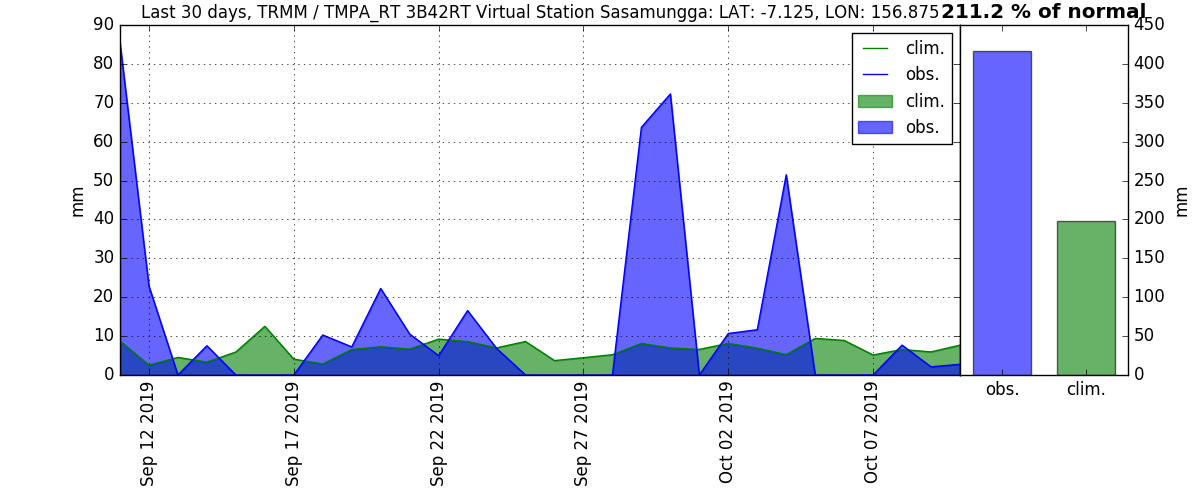 Last 30 days, TRMM / TMPA_RT 3B42RT Virtual Station Sasamungga: LAT: -7.125, LON: 156.875
211.2 % of normal
90
80
70
60
50
40
30
20
10
0
mm
clim.
obs.
clim.
obs.
Sep 12 2019
Sep 17 2019
Sep 22 2019
Sep 27 2019
Oct 02 2019
Oct 07 2019
450
400
350
300
250
200
150
100
50
0
mm
obs.
clim.